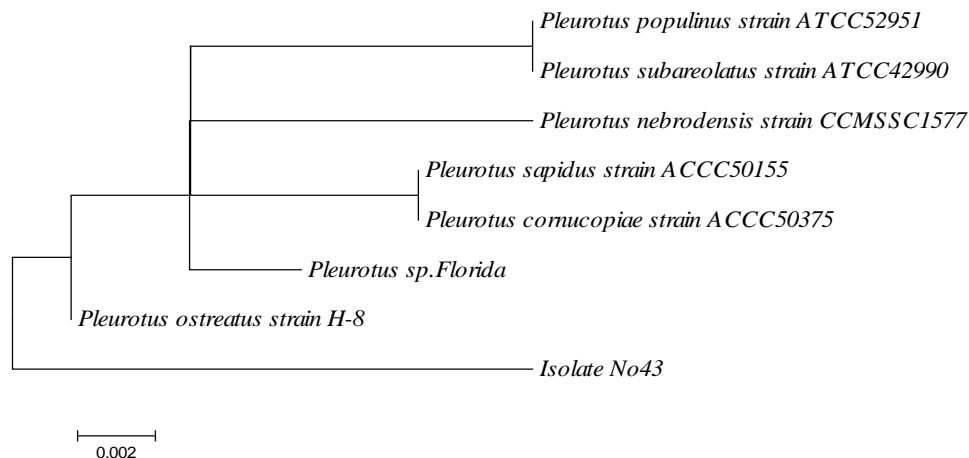 Pleurotus populinus strain ATCC52951
Pleurotus subareolatus strain ATCC42990
Pleurotus nebrodensis strain CCMSSC1577
Pleurotus sapidus strain ACCC50155
Pleurotus cornucopiae strain ACCC50375
Pleurotus sp.Florida
Pleurotus ostreatus strain H-8
Isolate No43
0.002